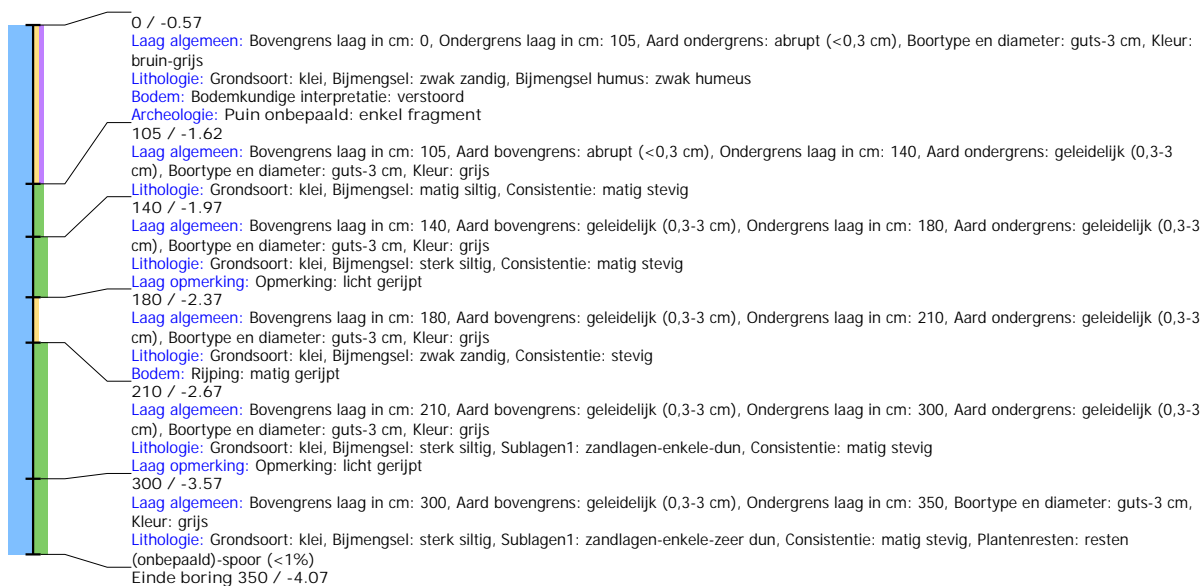 0 / -0.57
Laag algemeen: Bovengrens laag in cm: 0, Ondergrens laag in cm: 105, Aard ondergrens: abrupt (<0,3 cm), Boortype en diameter: guts-3 cm, Kleur:
bruin-grijs
Lithologie: Grondsoort: klei, Bijmengsel: zwak zandig, Bijmengsel humus: zwak humeus
Bodem: Bodemkundige interpretatie: verstoord
Archeologie: Puin onbepaald: enkel fragment
105 / -1.62
Laag algemeen: Bovengrens laag in cm: 105, Aard bovengrens: abrupt (<0,3 cm), Ondergrens laag in cm: 140, Aard ondergrens: geleidelijk (0,3-3
cm), Boortype en diameter: guts-3 cm, Kleur: grijs
Lithologie: Grondsoort: klei, Bijmengsel: matig siltig, Consistentie: matig stevig
140 / -1.97
Laag algemeen: Bovengrens laag in cm: 140, Aard bovengrens: geleidelijk (0,3-3 cm), Ondergrens laag in cm: 180, Aard ondergrens: geleidelijk (0,3-3
cm), Boortype en diameter: guts-3 cm, Kleur: grijs
Lithologie: Grondsoort: klei, Bijmengsel: sterk siltig, Consistentie: matig stevig
Laag opmerking: Opmerking: licht gerijpt
180 / -2.37
Laag algemeen: Bovengrens laag in cm: 180, Aard bovengrens: geleidelijk (0,3-3 cm), Ondergrens laag in cm: 210, Aard ondergrens: geleidelijk (0,3-3
cm), Boortype en diameter: guts-3 cm, Kleur: grijs
Lithologie: Grondsoort: klei, Bijmengsel: zwak zandig, Consistentie: stevig
Bodem: Rijping: matig gerijpt
210 / -2.67
Laag algemeen: Bovengrens laag in cm: 210, Aard bovengrens: geleidelijk (0,3-3 cm), Ondergrens laag in cm: 300, Aard ondergrens: geleidelijk (0,3-3
cm), Boortype en diameter: guts-3 cm, Kleur: grijs
Lithologie: Grondsoort: klei, Bijmengsel: sterk siltig, Sublagen1: zandlagen-enkele-dun, Consistentie: matig stevig
Laag opmerking: Opmerking: licht gerijpt
300 / -3.57
Laag algemeen: Bovengrens laag in cm: 300, Aard bovengrens: geleidelijk (0,3-3 cm), Ondergrens laag in cm: 350, Boortype en diameter: guts-3 cm,
Kleur: grijs
Lithologie: Grondsoort: klei, Bijmengsel: sterk siltig, Sublagen1: zandlagen-enkele-zeer dun, Consistentie: matig stevig, Plantenresten: resten
(onbepaald)-spoor (<1%)
Einde boring 350 / -4.07